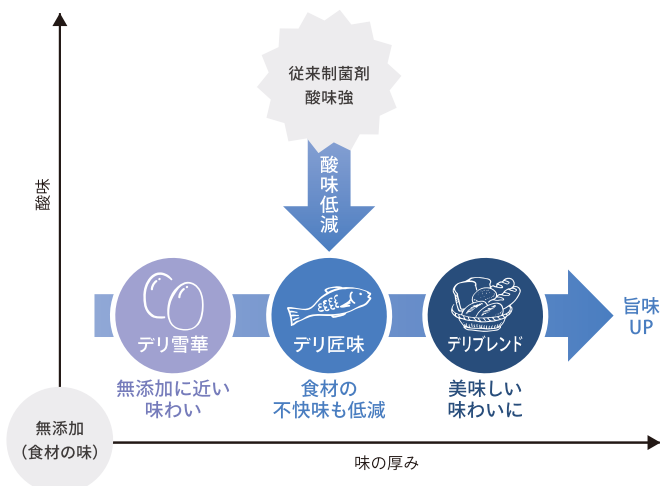 従来制菌剤
酸味強
酸味低減
酸味
デリ雪華
デリ匠味
デリブレンド
旨味
UP
無添加に近い
味わい
食材の
不快味も低減
美味しい
味わいに
無添加
（食材の味）
味の厚み